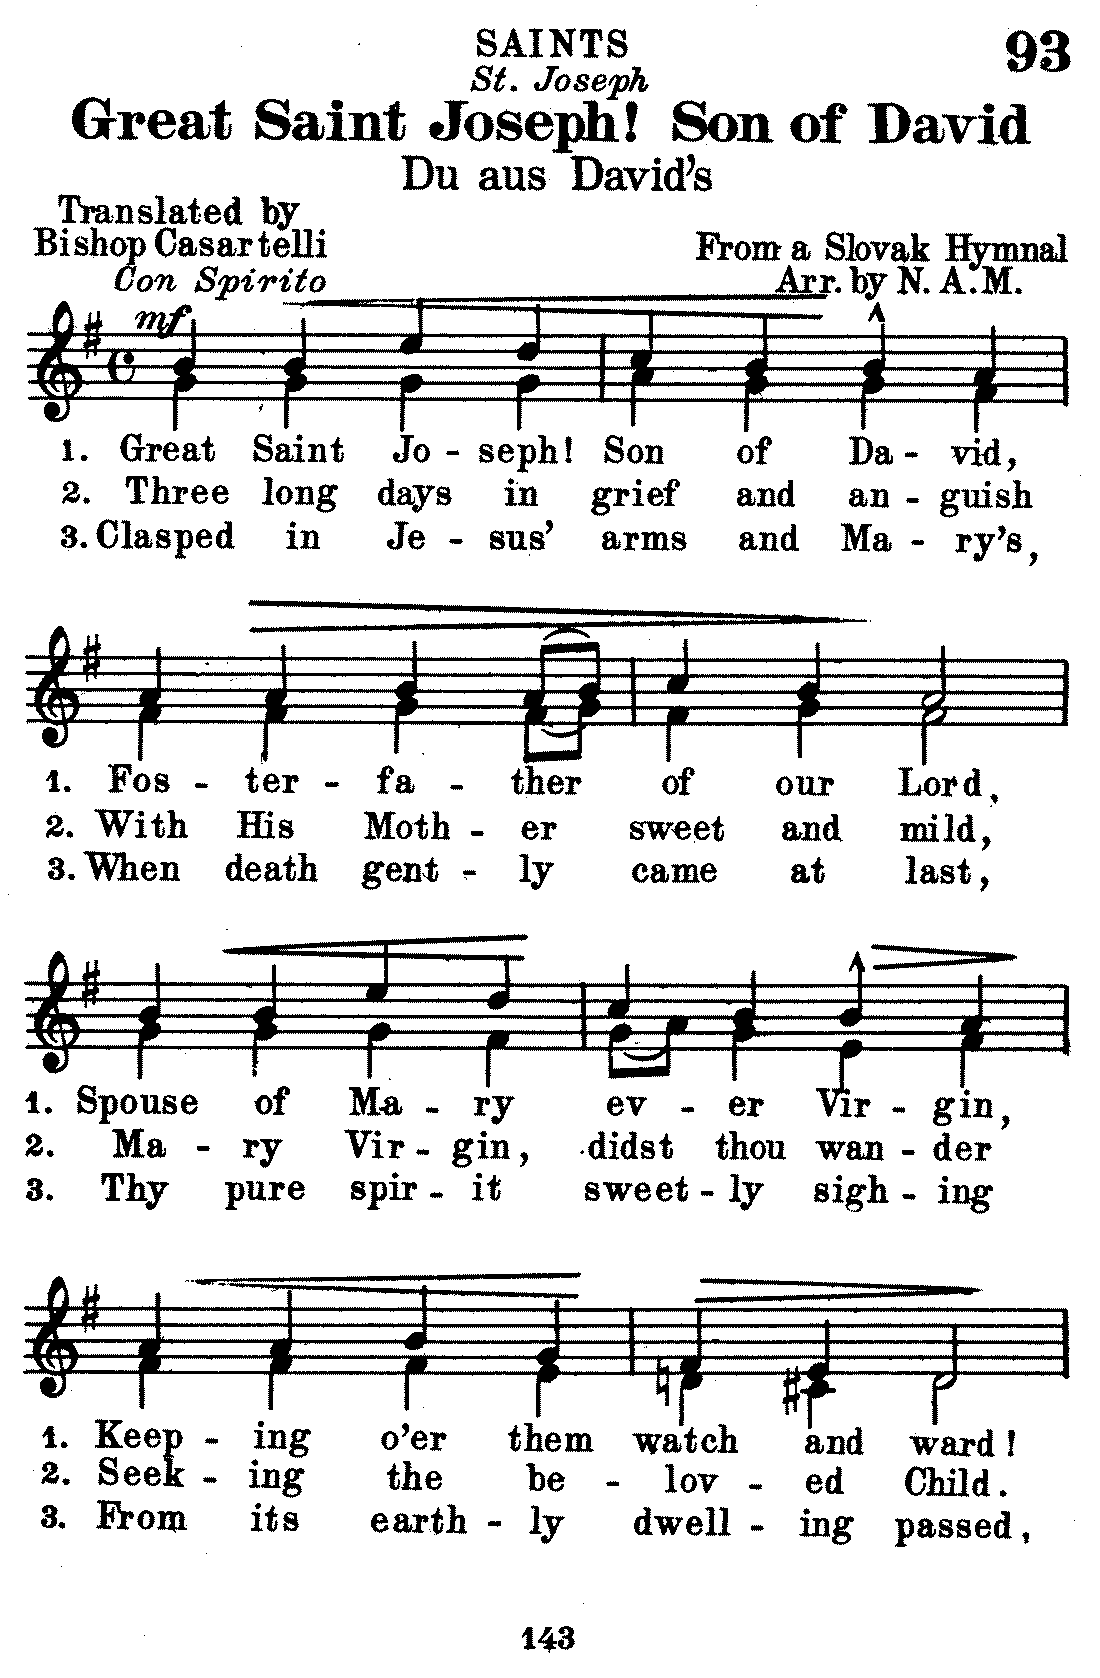 SAINTS
93
St. Joseph
Great Saint Joseph! Son of David
Du aus David's
Translated by
Bishop Casartelli
From a Slovak Hymnal
Con Spirito
Arr. by N. A. M.
mf
1. Great Saint Jo - seph! Son of Da - vid,
2. Three long days in grief and an - guish
3. Clasped in Je - sus' arms and Ma - ry's,
1. Fos - ter - fa - ther of our Lord,
2. With His Moth - er sweet and mild,
3. When death gent - ly came at last,
1. Spouse of Ma - ry ev - er Vir - gin,
2. Ma - ry Vir - gin, didst thou wan - der
3. Thy pure spir - it sweet - ly sigh - ing
1. Keep - ing o'er them watch and ward!
2. Seek - ing the be - lov - ed Child.
3. From its earth - ly dwell - ing passed,
143